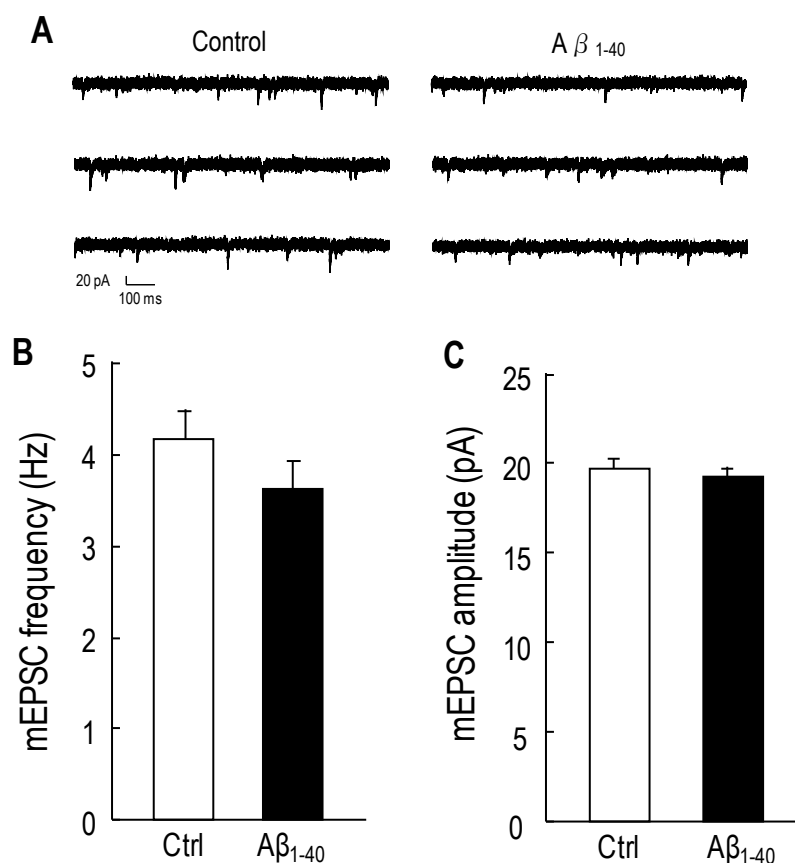 A
Control
A β 1-40
20 pA
100 ms
B
mEPSC frequency (Hz)
5
4
3
2
1
0
Ctrl
Aβ1-40
C
mEPSC amplitude (pA)
25
20
15
10
5
0
Ctrl
Aβ1-40